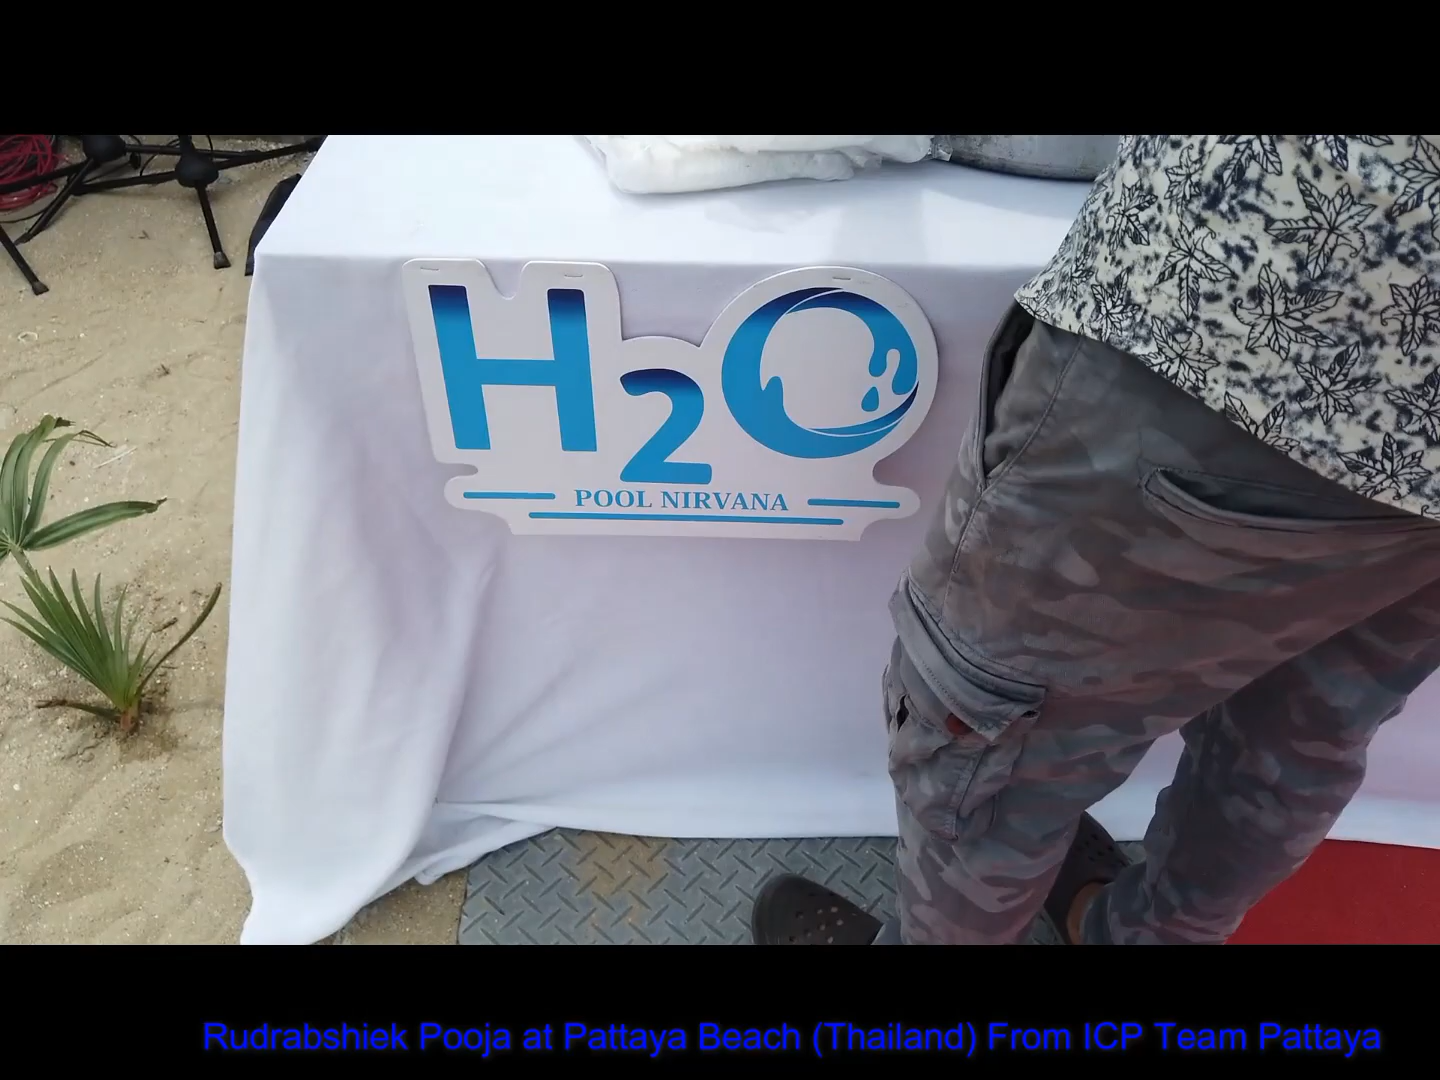 H2O
POOL NIRVANA
Rudrabshiek Pooja at Pattaya Beach (Thailand) From ICP Team Pattaya